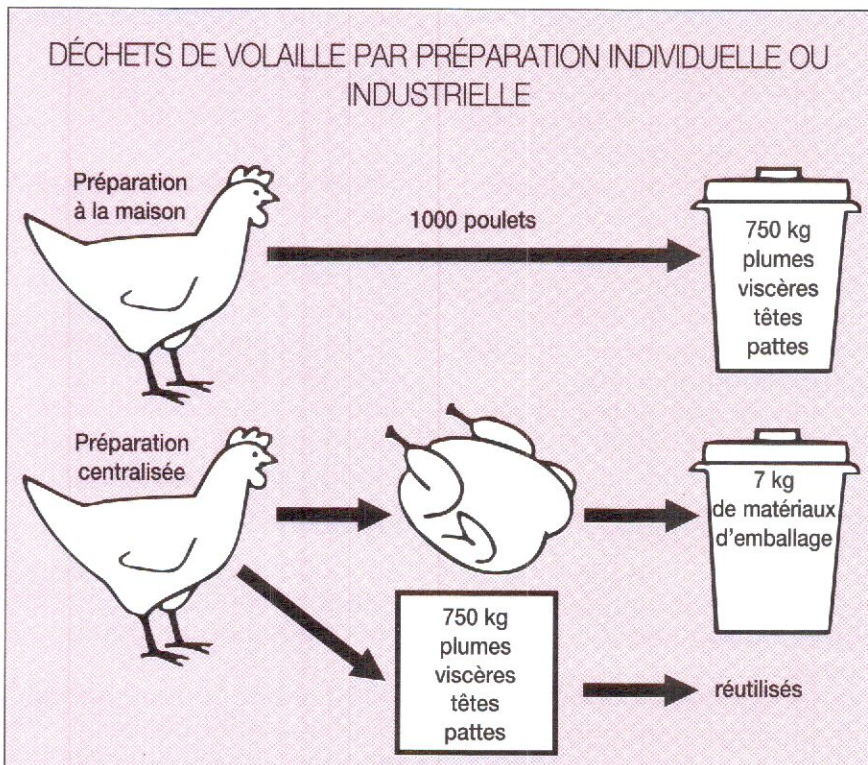 DÉCHETS DE VOLAILLE PAR PRÉPARATION INDIVIDUELLE OU
INDUSTRIELLE
Préparation
à la maison
1000 poulets
750 kg
plumes
viscères
têtes
pattes
Préparation
centralisée
7 kg
de matériaux
d'emballage
750 kg
plumes
viscères
têtes
pattes
réutilisés